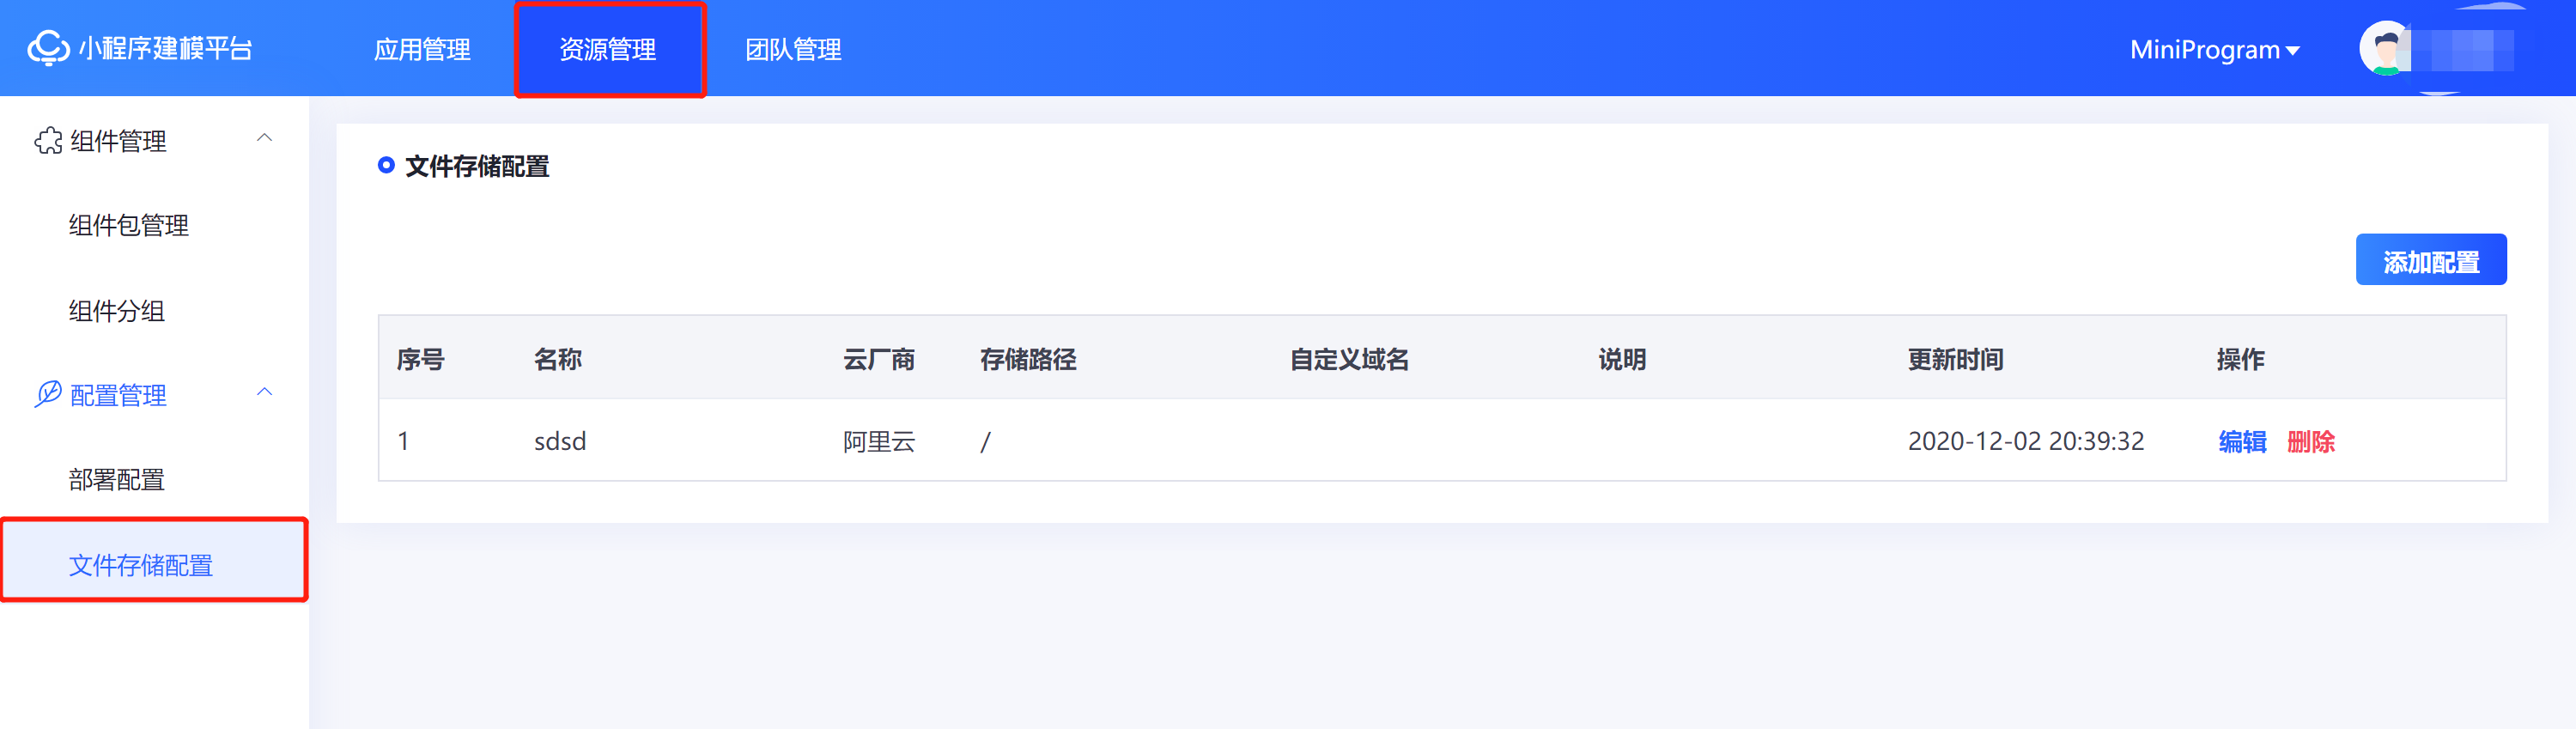 小程序建模平台 应用管理 资源管理 团队管理 MiniProgram
组件管理
组件包管理
组件分组
配置管理
部署配置
文件存储配置
文件存储配置
添加配置
序号 名称 云厂商 存储路径 自定义域名 说明 更新时间 操作
1 sdsd 阿里云 / 2020-12-02 20:39:32 编辑 删除